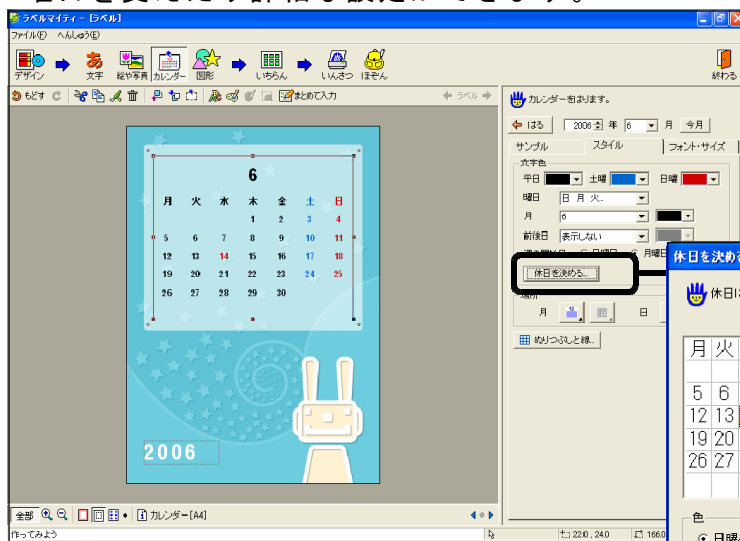 ラベルマイティ - [ラベル]
ファイル(F) へんしゅう(E)
デザイン 文字 絵や写真 カレンダー 図形 いちらん いんさつ ほぞん 終わる
もどす まとめて入力 ラベル
カレンダーをはります。
はる 2006 年 6 月 今月
サンプル スタイル フォント・サイズ
文字色
平日 土曜 日曜
曜日 日 月 火..
月 6
前後日 表示しない
月曜
休日を決める...
場所
月 12 日
ぬりつぶしと線...
6
月 火 水 木 金 土 日
1 2 3 4
5 6 7 8 9 10 11
12 13 14 15 16 17 18
19 20 21 22 23 24 25
26 27 28 29 30
2006
休日を決める
休日に
月 火
5 6
12 13
19 20
26 27
色
日曜
全部 カレンダー[A4]
作ってみよう 22.0 , 24.0 166.0